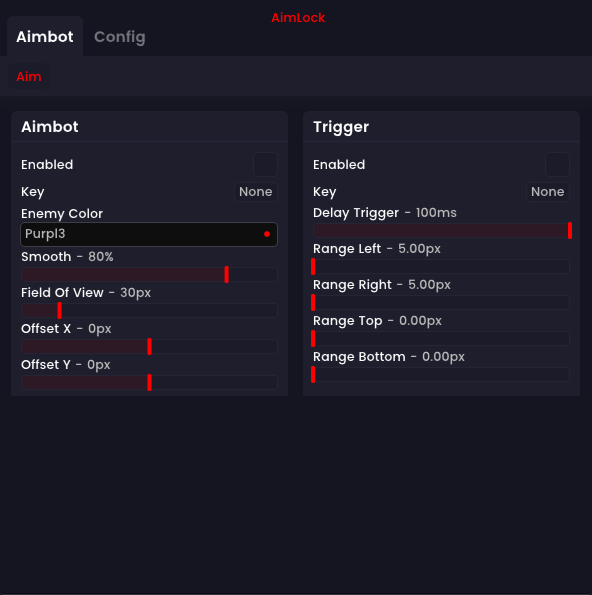 AimLock
Aimbot Config
Aim
Aimbot
Enabled
Key None
Enemy Color
Purpl3
Smooth - 80%
Field Of View - 30px
Offset X - 0px
Offset Y - 0px
Trigger
Enabled
Key None
Delay Trigger - 100ms
Range Left - 5.00px
Range Right - 5.00px
Range Top - 0.00px
Range Bottom - 0.00px